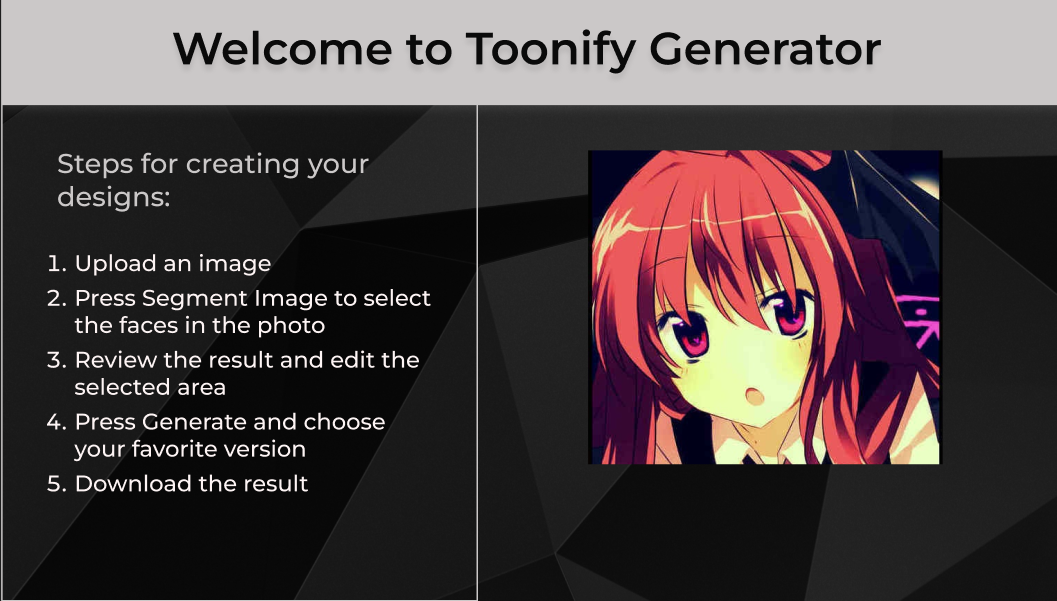 Welcome to Toonify Generator
Steps for creating your
designs:
1. Upload an image
2. Press Segment Image to select
the faces in the photo
3. Review the result and edit the
selected area
4. Press Generate and choose
your favorite version
5. Download the result